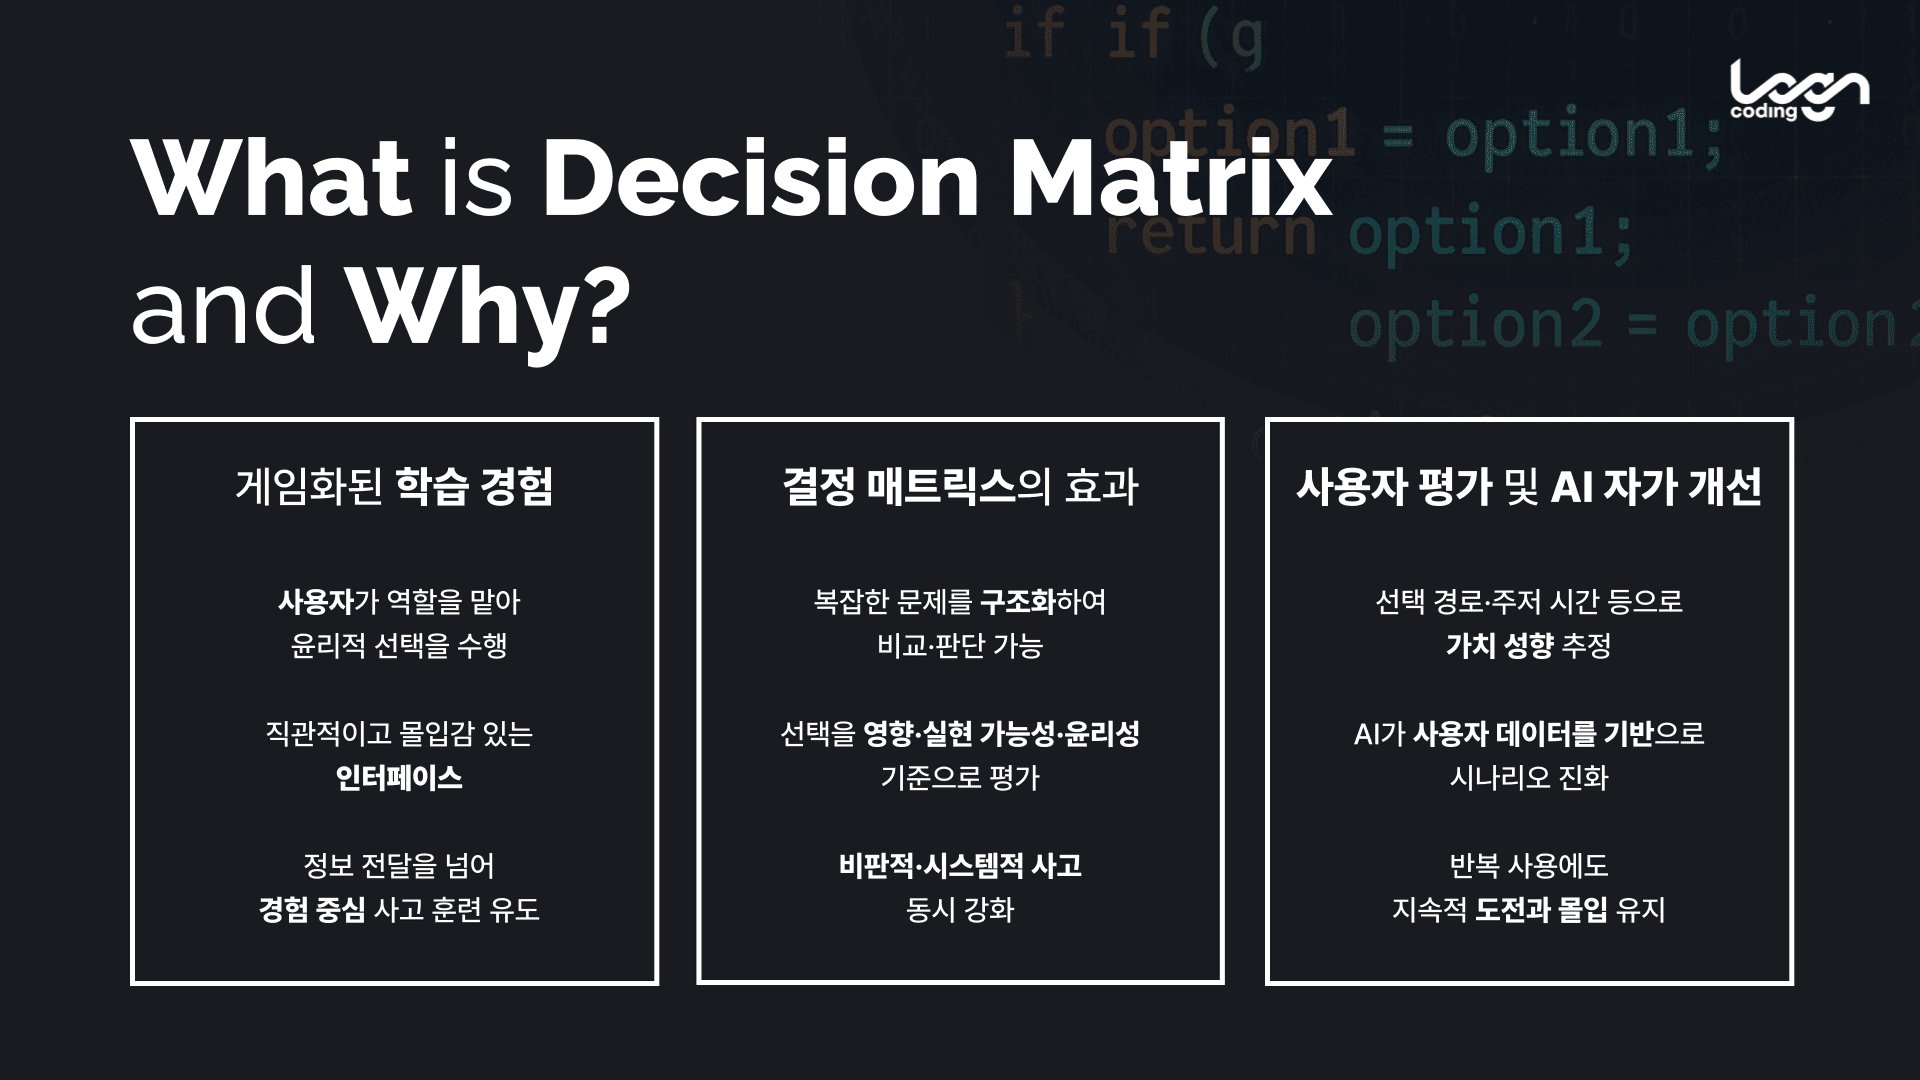 if if (g
option1 = option1;
return option1;
option2 = option2
coding
What is Decision Matrix
and Why?
게임화된 학습 경험
사용자가 역할을 맡아
윤리적 선택을 수행
직관적이고 몰입감 있는
인터페이스
정보 전달을 넘어
경험 중심 사고 훈련 유도
결정 매트릭스의 효과
복잡한 문제를 구조화하여
비교·판단 가능
선택을 영향·실현 가능성·윤리성
기준으로 평가
비판적·시스템적 사고
동시 강화
사용자 평가 및 AI 자가 개선
선택 경로·주저 시간 등으로
가치 성향 추정
AI가 사용자 데이터를 기반으로
시나리오 진화
반복 사용에도
지속적 도전과 몰입 유지